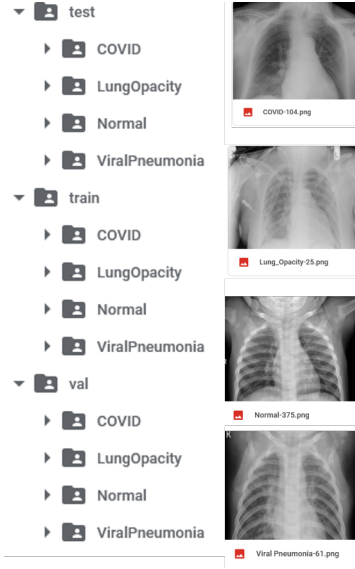 test
COVID
LungOpacity
Normal
ViralPneumonia
train
COVID
LungOpacity
Normal
ViralPneumonia
val
COVID
LungOpacity
Normal
ViralPneumonia
COVID-104.png
L
Lung_Opacity-25.png
R
Normal-375.png
R
Viral Pneumonia-61.png